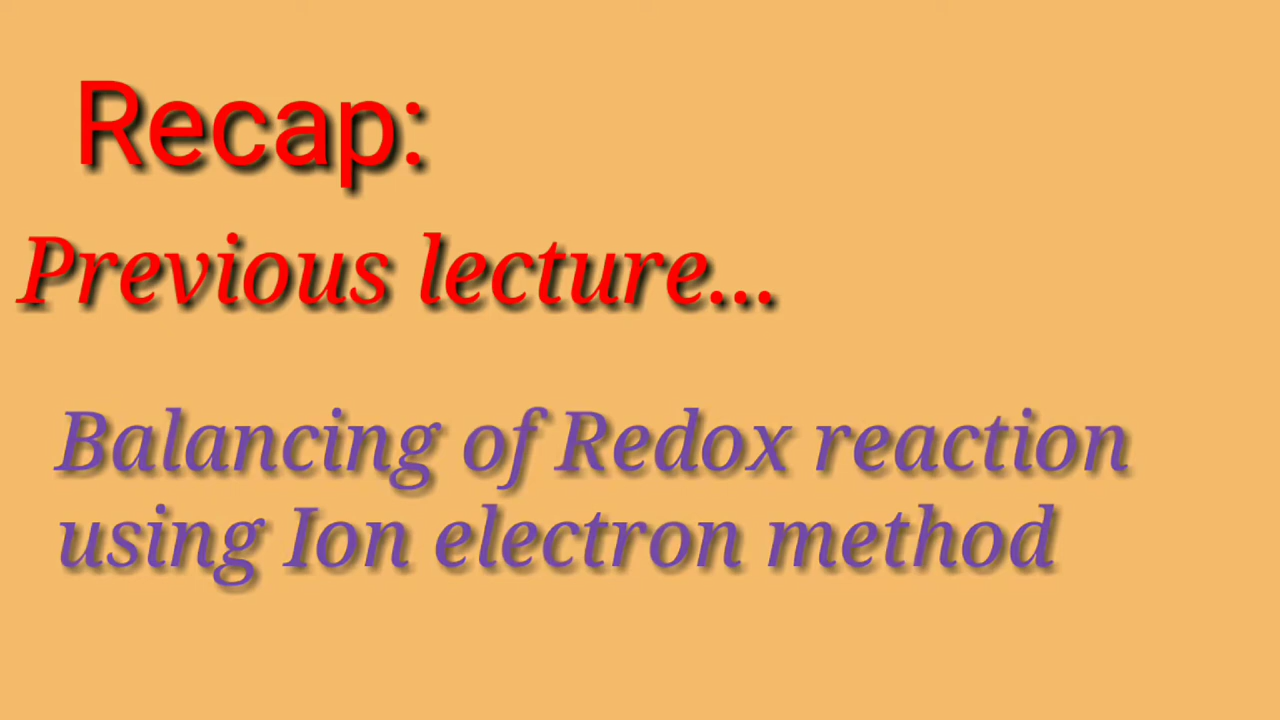 Recap:
Previous lecture...
Balancing of Redox reaction
using Ion electron method